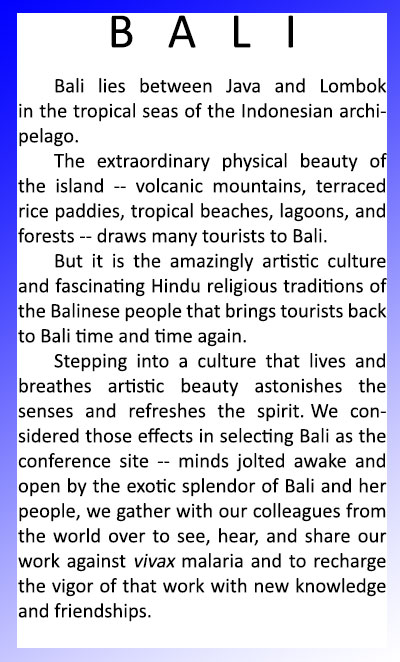 B A L I
Bali lies between Java and Lombok
in the tropical seas of the Indonesian archi-
pelago.
The extraordinary physical beauty of
the island -- volcanic mountains, terraced
rice paddies, tropical beaches, lagoons, and
forests -- draws many tourists to Bali.
But it is the amazingly artistic culture
and fascinating Hindu religious traditions of
the Balinese people that brings tourists back
to Bali time and time again.
Stepping into a culture that lives and
breathes artistic beauty astonishes the
senses and refreshes the spirit. We con-
sidered those effects in selecting Bali as the
conference site -- minds jolted awake and
open by the exotic splendor of Bali and her
people, we gather with our colleagues from
the world over to see, hear, and share our
work against vivax malaria and to recharge
the vigor of that work with new knowledge
and friendships.